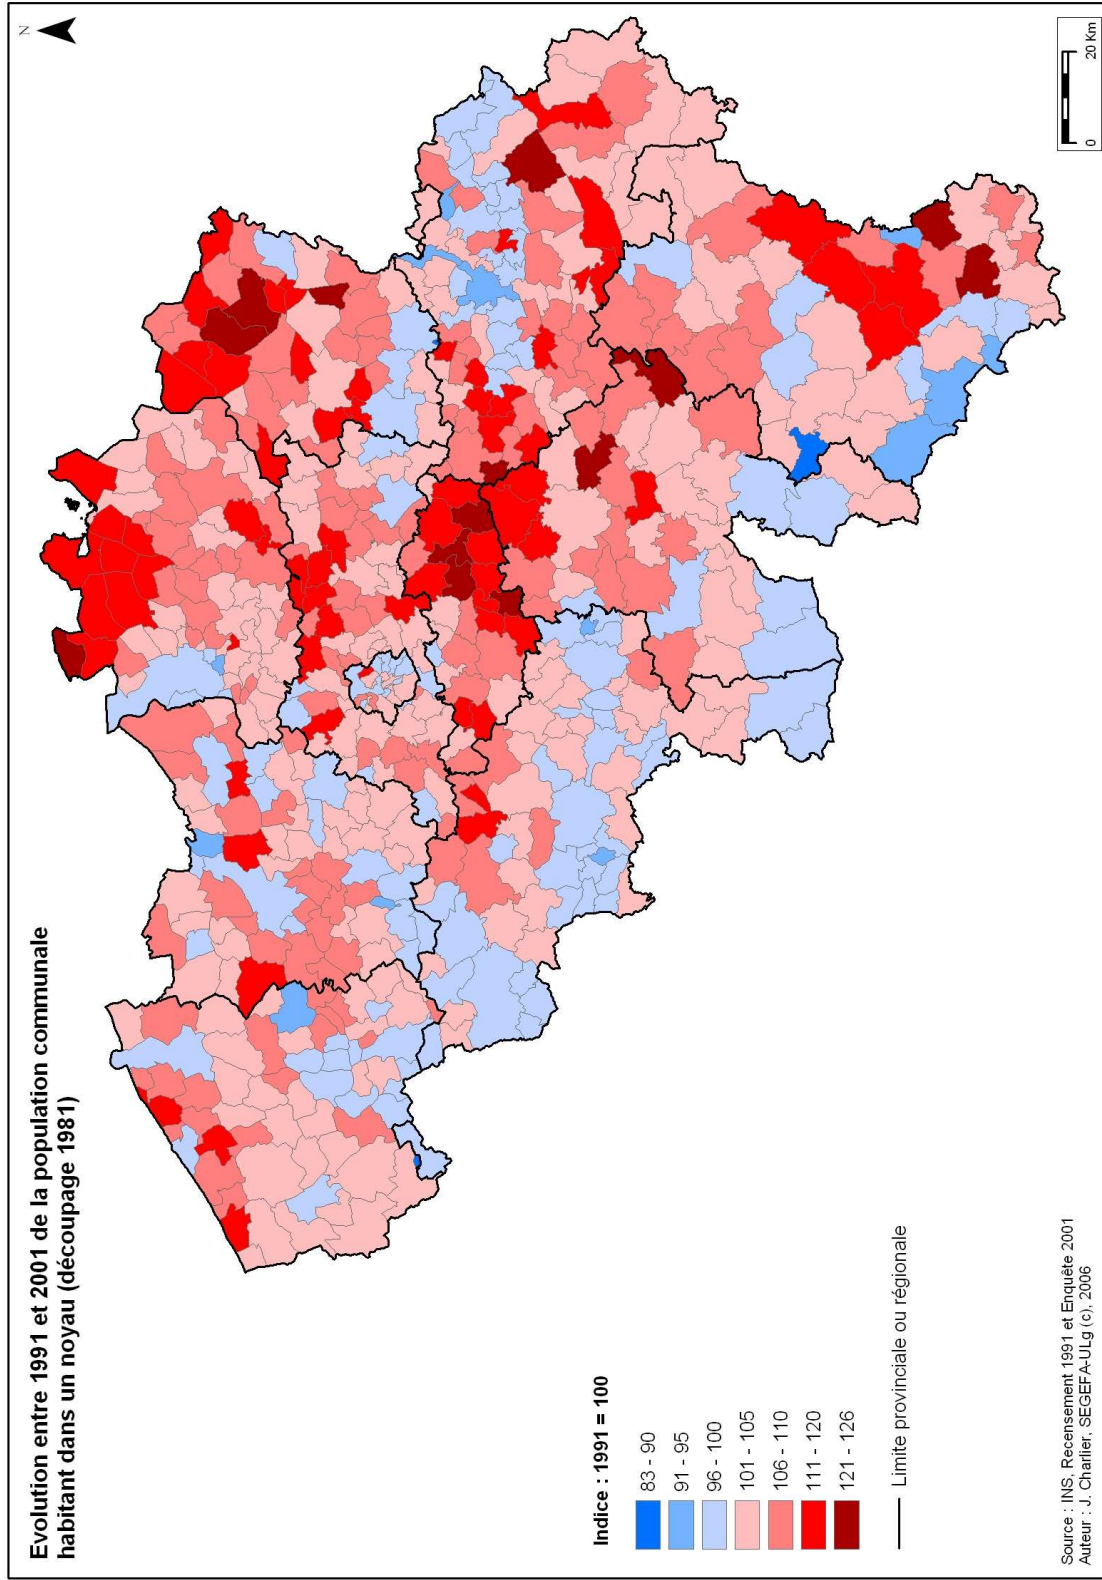 Evolution entre 1991 et 2001 de la population communale
habitant dans un noyau (découpage 1981)
N
Indice : 1991 = 100
83 - 90
91 - 95
96 - 100
101 - 105
106 - 110
111 - 120
121 - 126
Limite provinciale ou régionale
Source : INS, Recensement 1991 et Enquête 2001
Auteur : J. Charlier, SEGEFA-ULg (c), 2006
0 20 Km